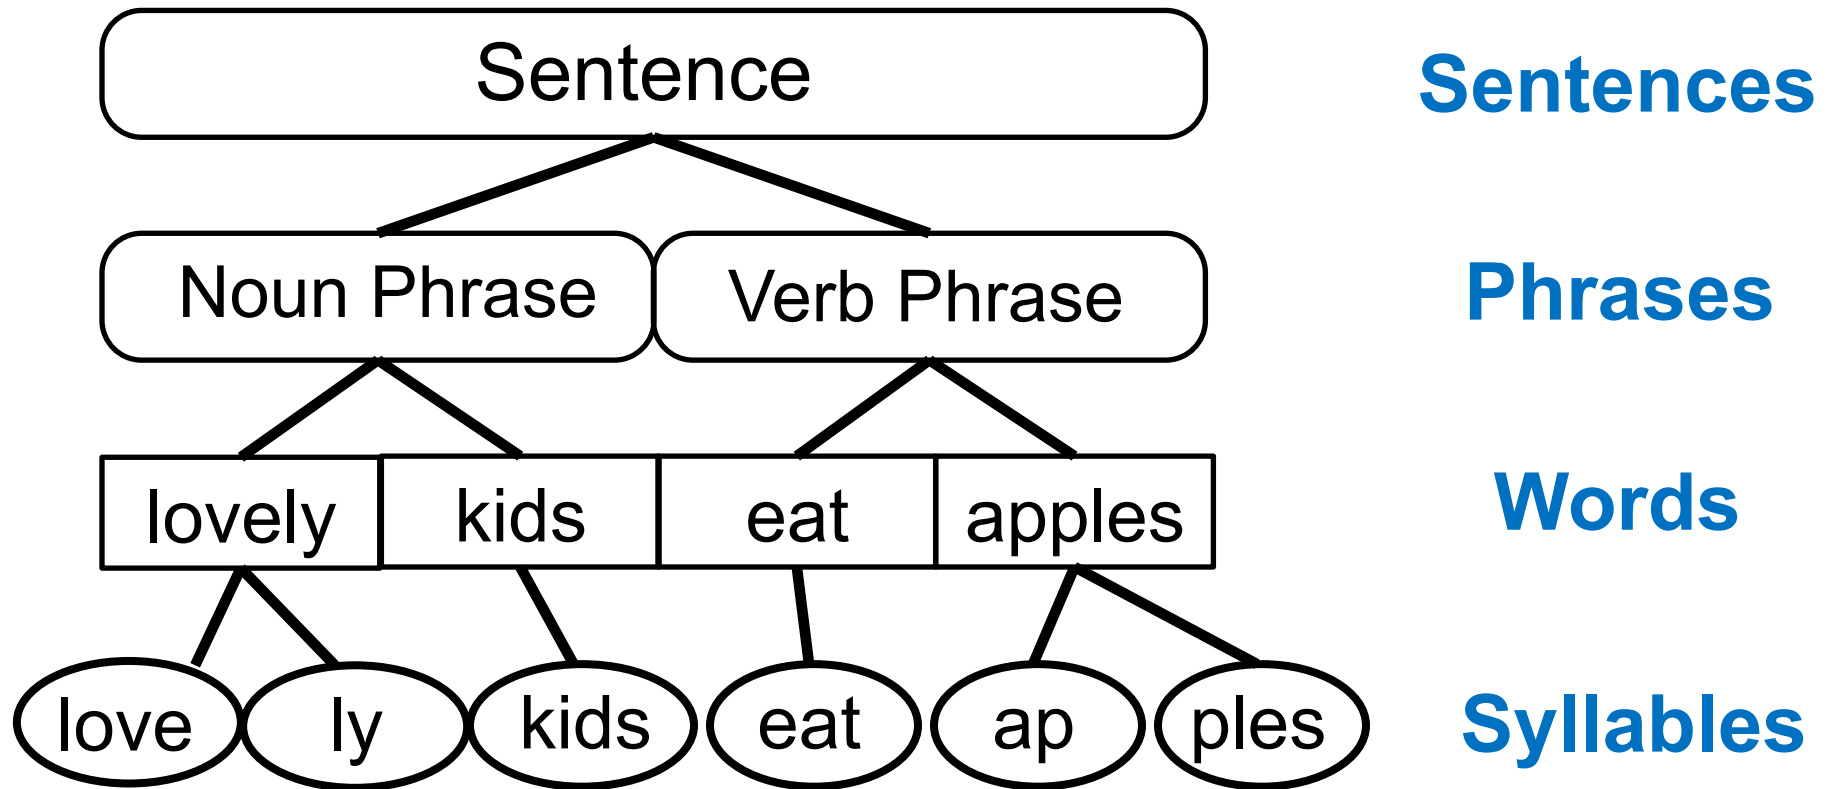 Sentence Sentences
Noun Phrase Verb Phrase Phrases
lovely kids eat apples Words
love ly kids eat ap ples Syllables